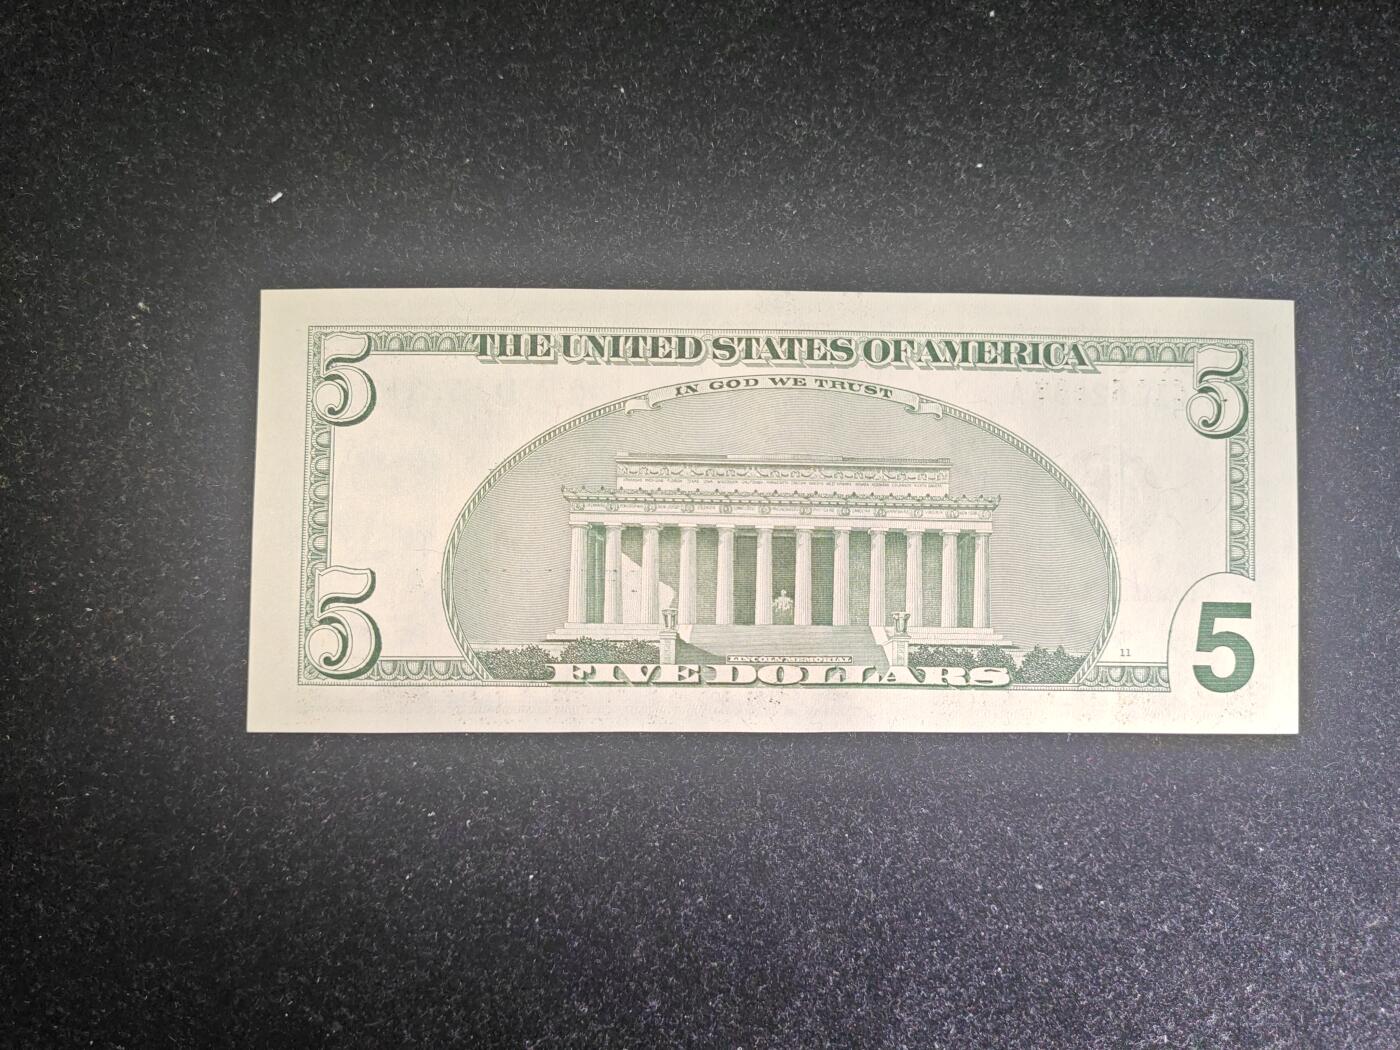 5 THE UNITED STATES OF AMERICA 5
IN GOD WE TRUST
5 LINCOLN MEMORIAL 11 5
FIVE DOLLARS